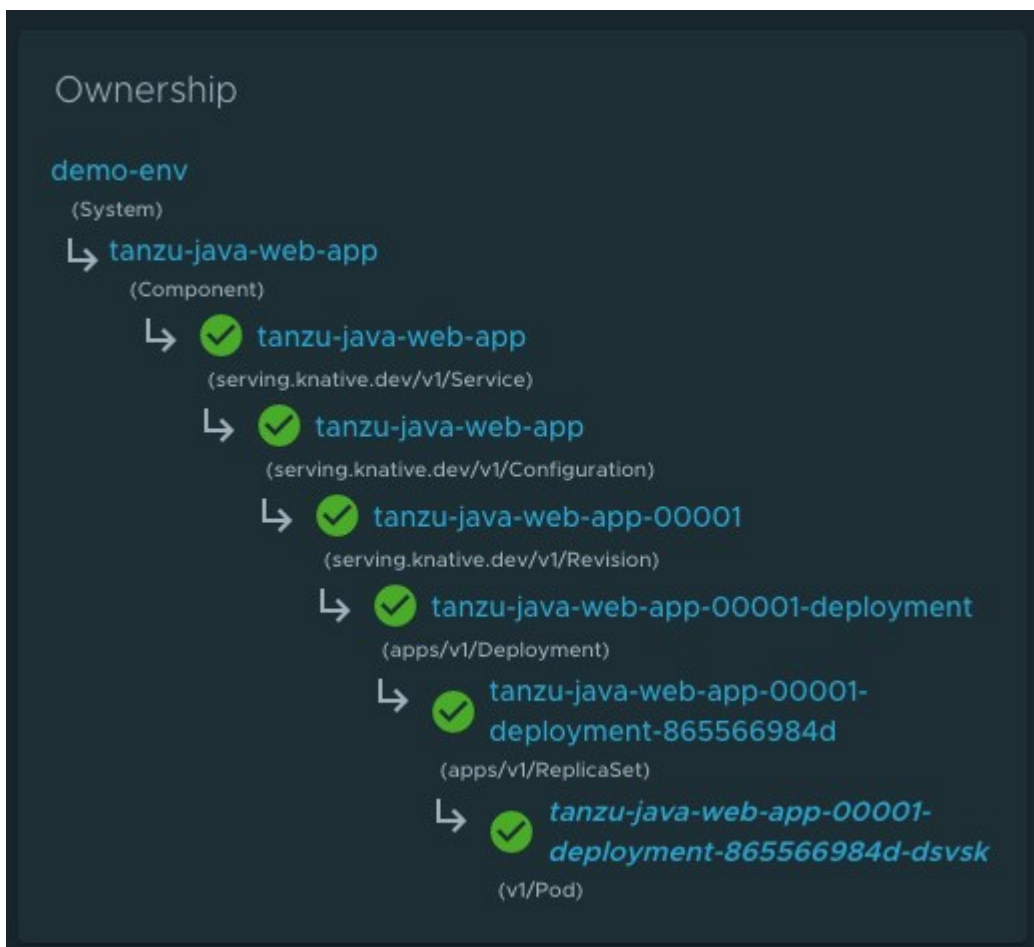 Ownership
demo-env
(System)
tanzu-java-web-app
(Component)
tanzu-java-web-app
(serving.knative.dev/v1/Service)
tanzu-java-web-app
(serving.knative.dev/v1/Configuration)
tanzu-java-web-app-00001
(serving.knative.dev/v1/Revision)
tanzu-java-web-app-00001-deployment
(apps/v1/Deployment)
tanzu-java-web-app-00001-
deployment-865566984d
(apps/v1/ReplicaSet)
tanzu-java-web-app-00001-
deployment-865566984d-dsvsk
(v1/Pod)